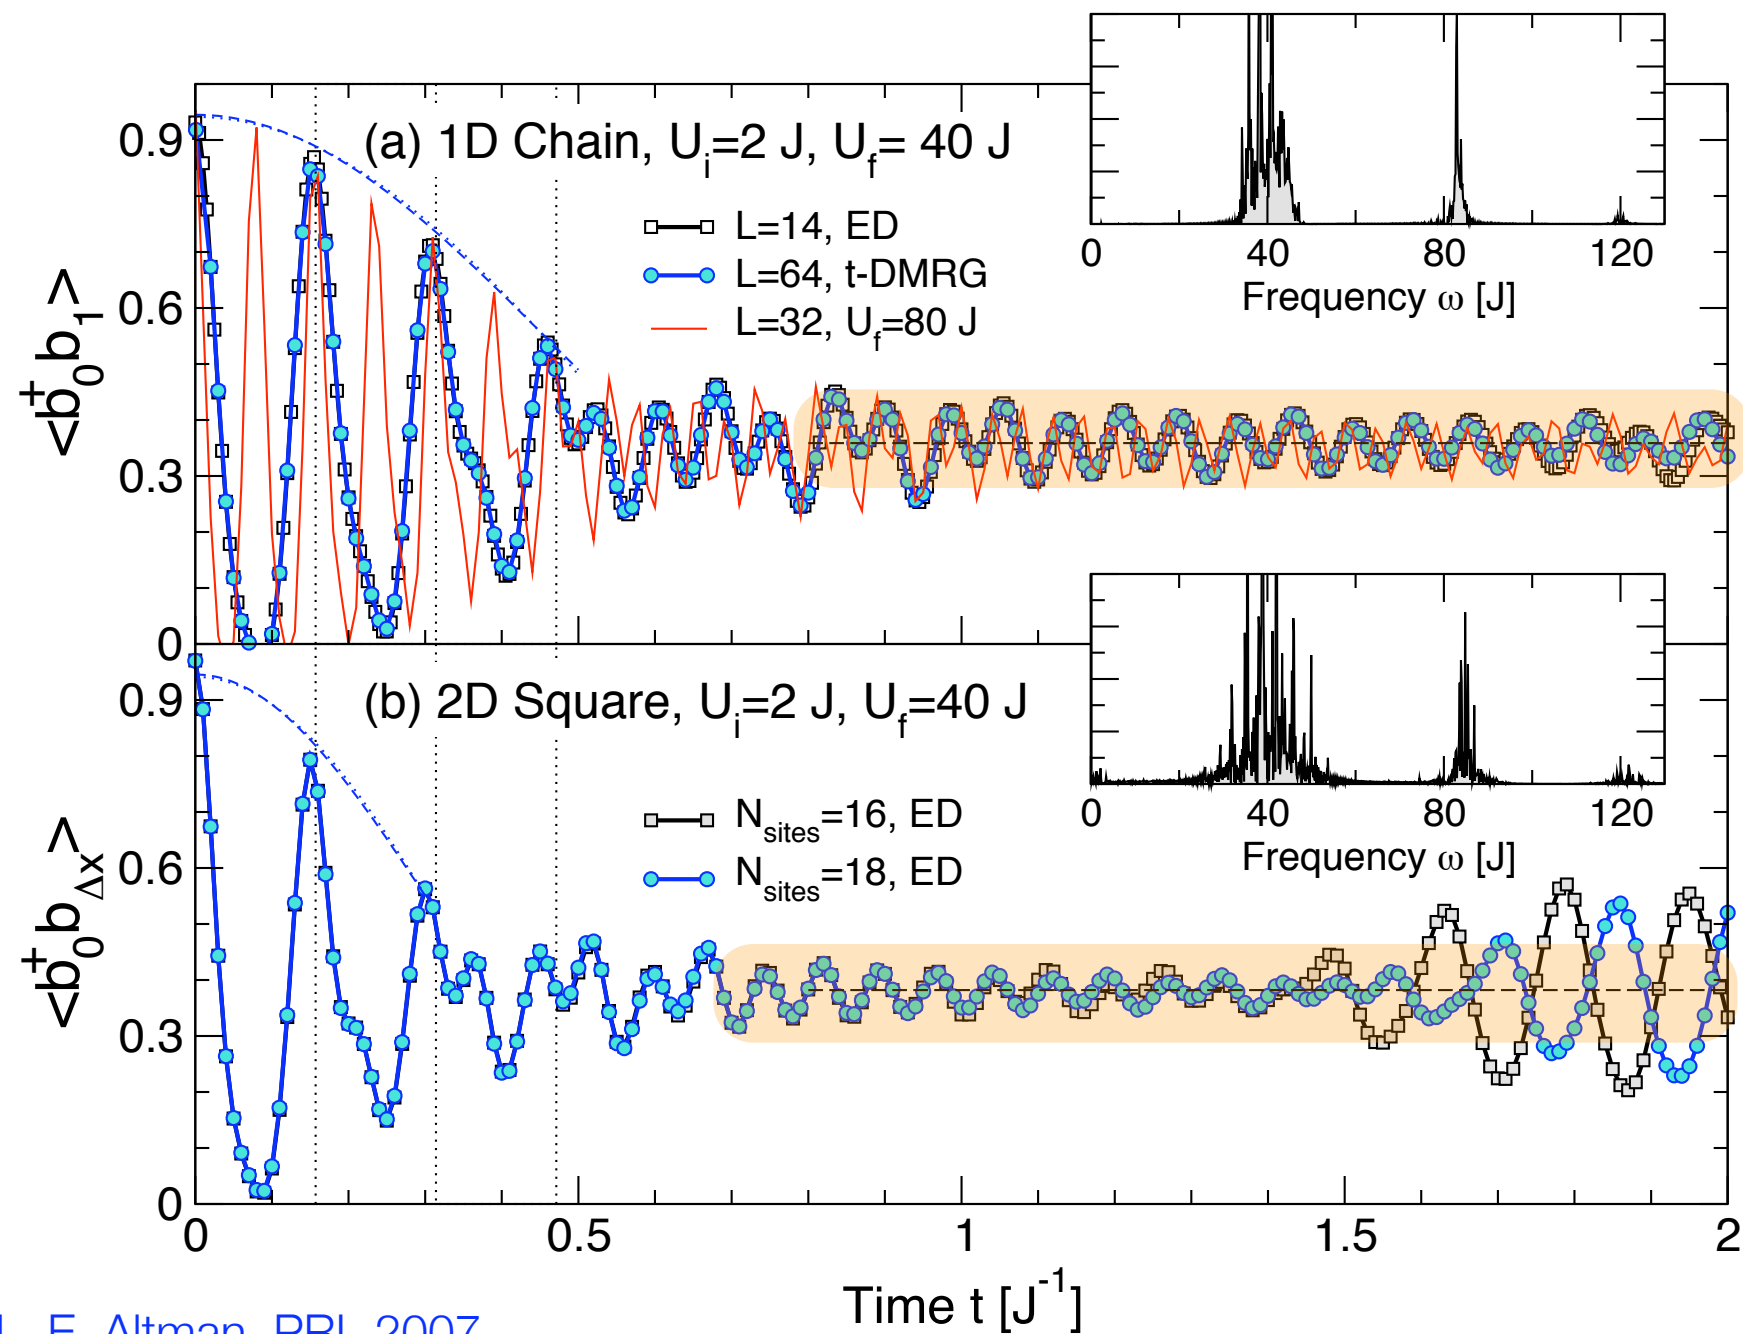 (a) 1D Chain, U_i=2 J, U_f= 40 J
L=14, ED
L=64, t-DMRG
L=32, U_f=80 J
<b^+_0 b_1>
0.9
0.6
0.3
0
0 40 80 120
Frequency ω [J]
(b) 2D Square, U_i=2 J, U_f=40 J
N_sites=16, ED
N_sites=18, ED
<b^+_0 b_Δx>
0.9
0.6
0.3
0
0 40 80 120
Frequency ω [J]
0 0.5 1 1.5 2
Time t [J^-1]
E. Altman, PRL 2007